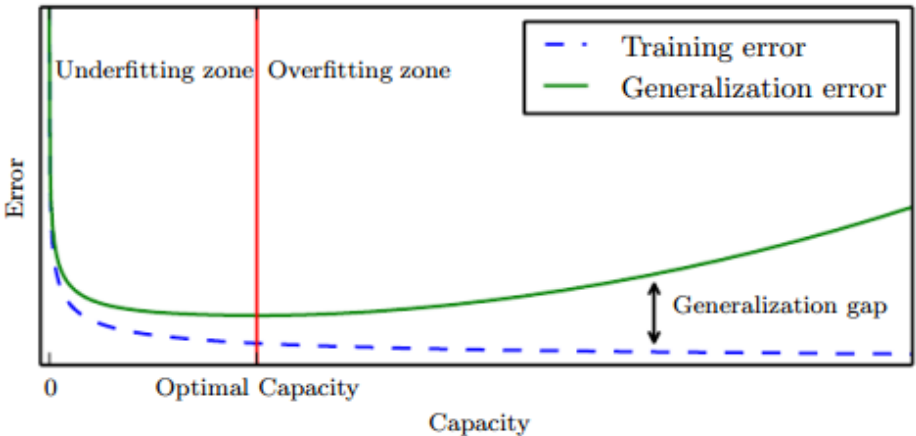 Training error
Generalization error
Underfitting zone
Overfitting zone
Error
Generalization gap
0
Optimal Capacity
Capacity